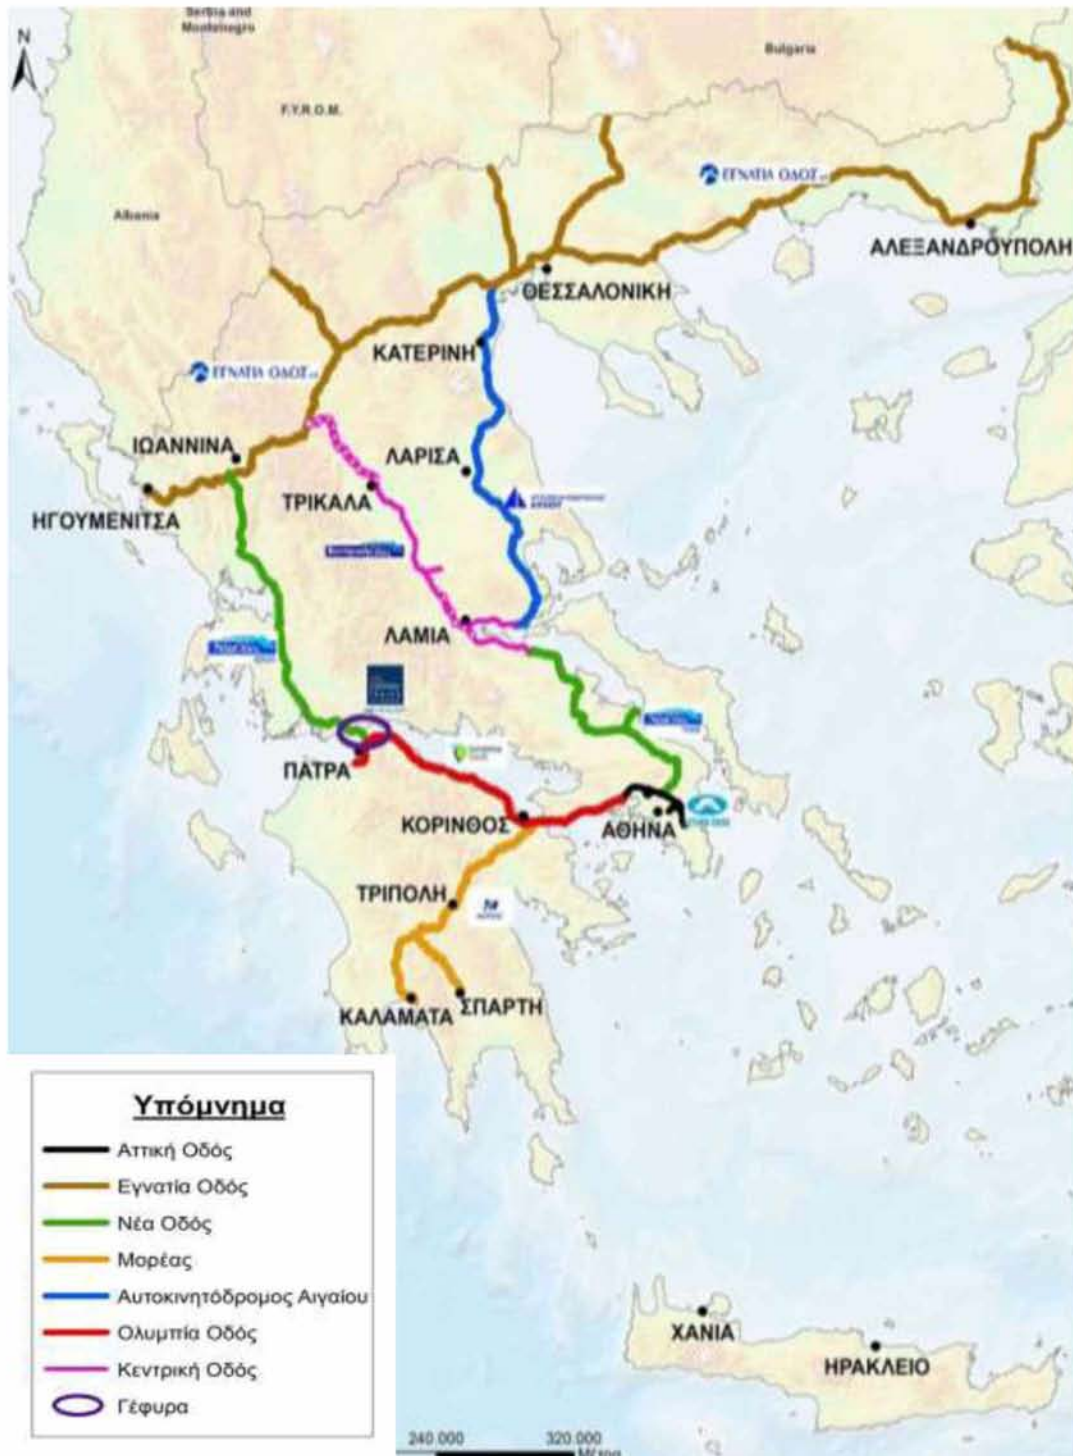 Serbia and
Montenegro
N
Bulgaria
F.Y.R.O.M.
ΕΓΝΑΤΙΑ ΟΔΟΣ
Albania
ΑΛΕΞΑΝΔΡΟΥΠΟΛΗ
ΘΕΣΣΑΛΟΝΙΚΗ
ΚΑΤΕΡΙΝΗ
ΕΓΝΑΤΙΑ ΟΔΟΣ
ΙΩΑΝΝΙΝΑ
ΛΑΡΙΣΑ
ΤΡΙΚΑΛΑ
ΗΓΟΥΜΕΝΙΤΣΑ
ΛΑΜΙΑ
ΠΑΤΡΑ
ΚΟΡΙΝΘΟΣ
ΑΘΗΝΑ
ΤΡΙΠΟΛΗ
ΚΑΛΑΜΑΤΑ
ΣΠΑΡΤΗ
Υπόμνημα
Αττική Οδός
Εγνατία Οδός
Νέα Οδός
Μορέας
Αυτοκινητόδρομος Αιγαίου
Ολυμπία Οδός
Κεντρική Οδός
Γέφυρα
ΧΑΝΙΑ
ΗΡΑΚΛΕΙΟ
240.000
320.000
Μέτρα